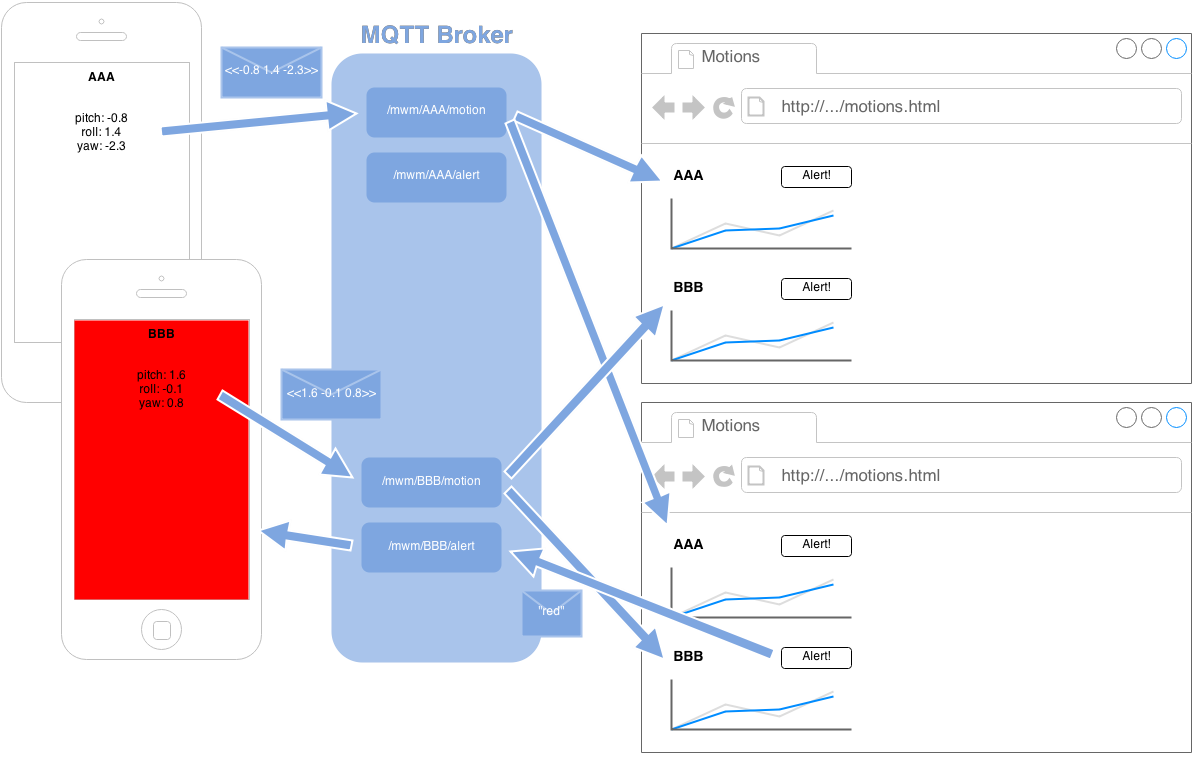 AAA
pitch: -0.8
roll: 1.4
yaw: -2.3
BBB
pitch: 1.6
roll: -0.1
yaw: 0.8
<<-0.8 1.4 -2.3>>
<<1.6 -0.1 0.8>>
MQTT Broker
/mwm/AAA/motion
/mwm/AAA/alert
/mwm/BBB/motion
/mwm/BBB/alert
"red"
Motions
http://.../motions.html
AAA
Alert!
BBB
Alert!
Motions
http://.../motions.html
AAA
Alert!
BBB
Alert!